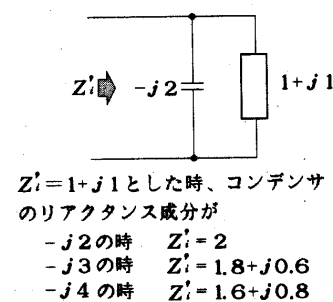 Z'i
-j2
1+j1
Z'i=1+j1とした時、コンデンサ
のリアクタンス成分が
-j2の時 Z'i=2
-j3の時 Z'i=1.8+j0.6
-j4の時 Z'i=1.6+j0.8